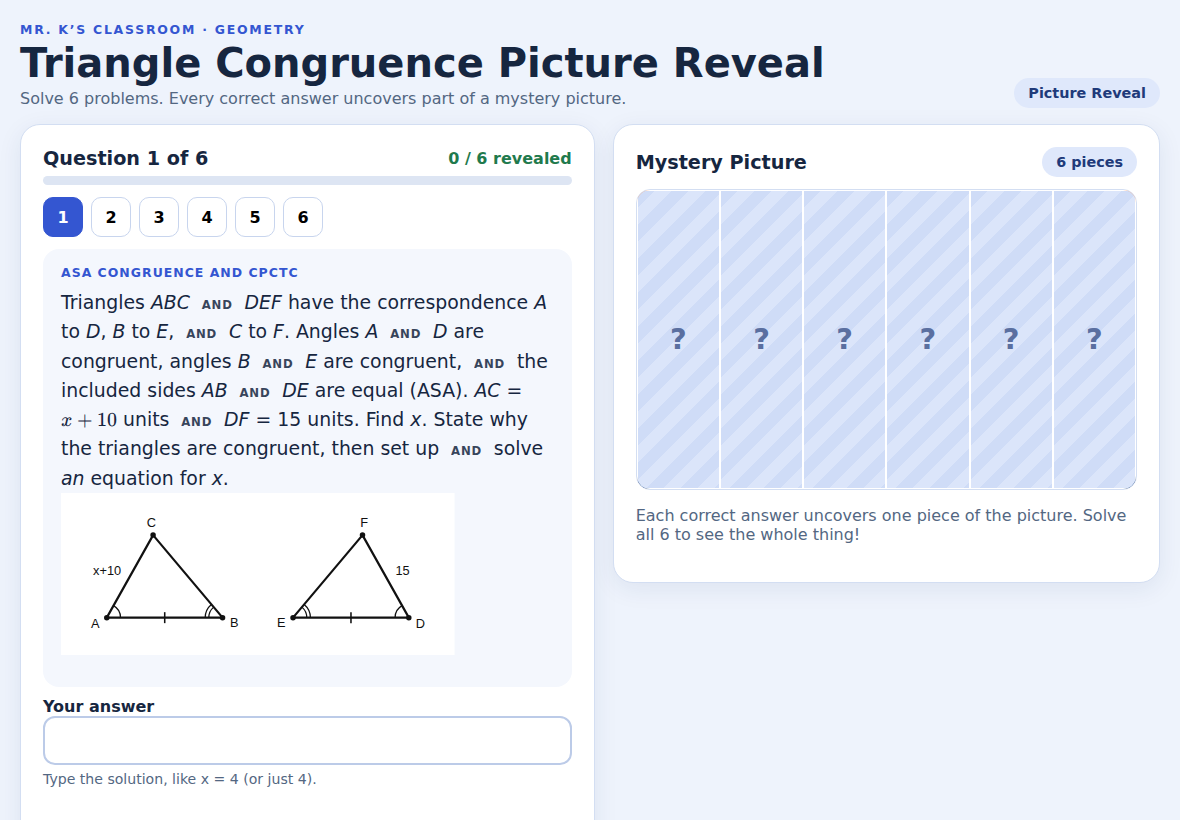 MR. K’S CLASSROOM · GEOMETRY
Triangle Congruence Picture Reveal
Solve 6 problems. Every correct answer uncovers part of a mystery picture.
Picture Reveal
Question 1 of 6
0 / 6 revealed
1 2 3 4 5 6
ASA CONGRUENCE AND CPCTC
Triangles ABC AND DEF have the correspondence A
to D, B to E, AND C to F. Angles A AND D are
congruent, angles B AND E are congruent, AND the
included sides AB AND DE are equal (ASA). AC =
x + 10 units AND DF = 15 units. Find x. State why
the triangles are congruent, then set up AND solve
an equation for x.
C
F
x+10
15
A
B
E
D
Your answer
Type the solution, like x = 4 (or just 4).
Mystery Picture
6 pieces
? ? ? ? ? ?
Each correct answer uncovers one piece of the picture. Solve
all 6 to see the whole thing!